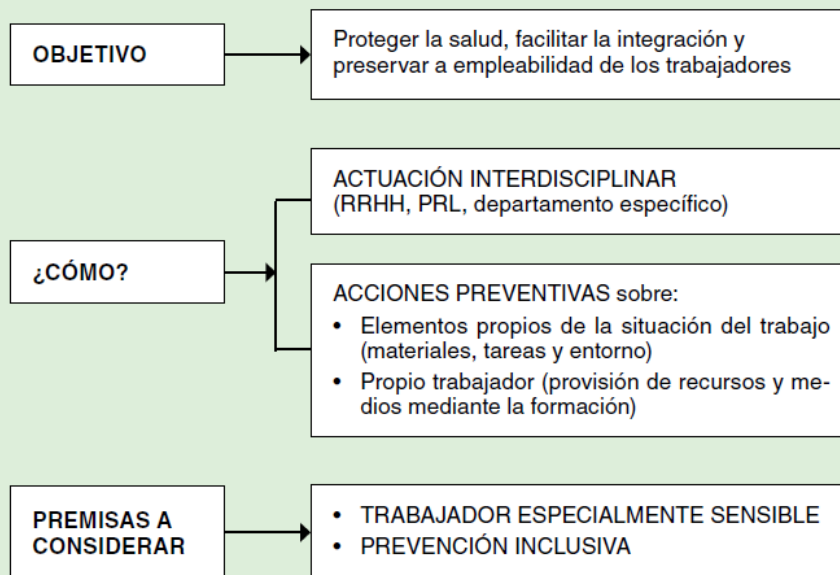 OBJETIVO
Proteger la salud, facilitar la integración y
preservar a empleabilidad de los trabajadores
¿CÓMO?
ACTUACIÓN INTERDISCIPLINAR
(RRHH, PRL, departamento específico)
ACCIONES PREVENTIVAS sobre:
• Elementos propios de la situación del trabajo
(materiales, tareas y entorno)
• Propio trabajador (provisión de recursos y me-
dios mediante la formación)
PREMISAS A
CONSIDERAR
• TRABAJADOR ESPECIALMENTE SENSIBLE
• PREVENCIÓN INCLUSIVA